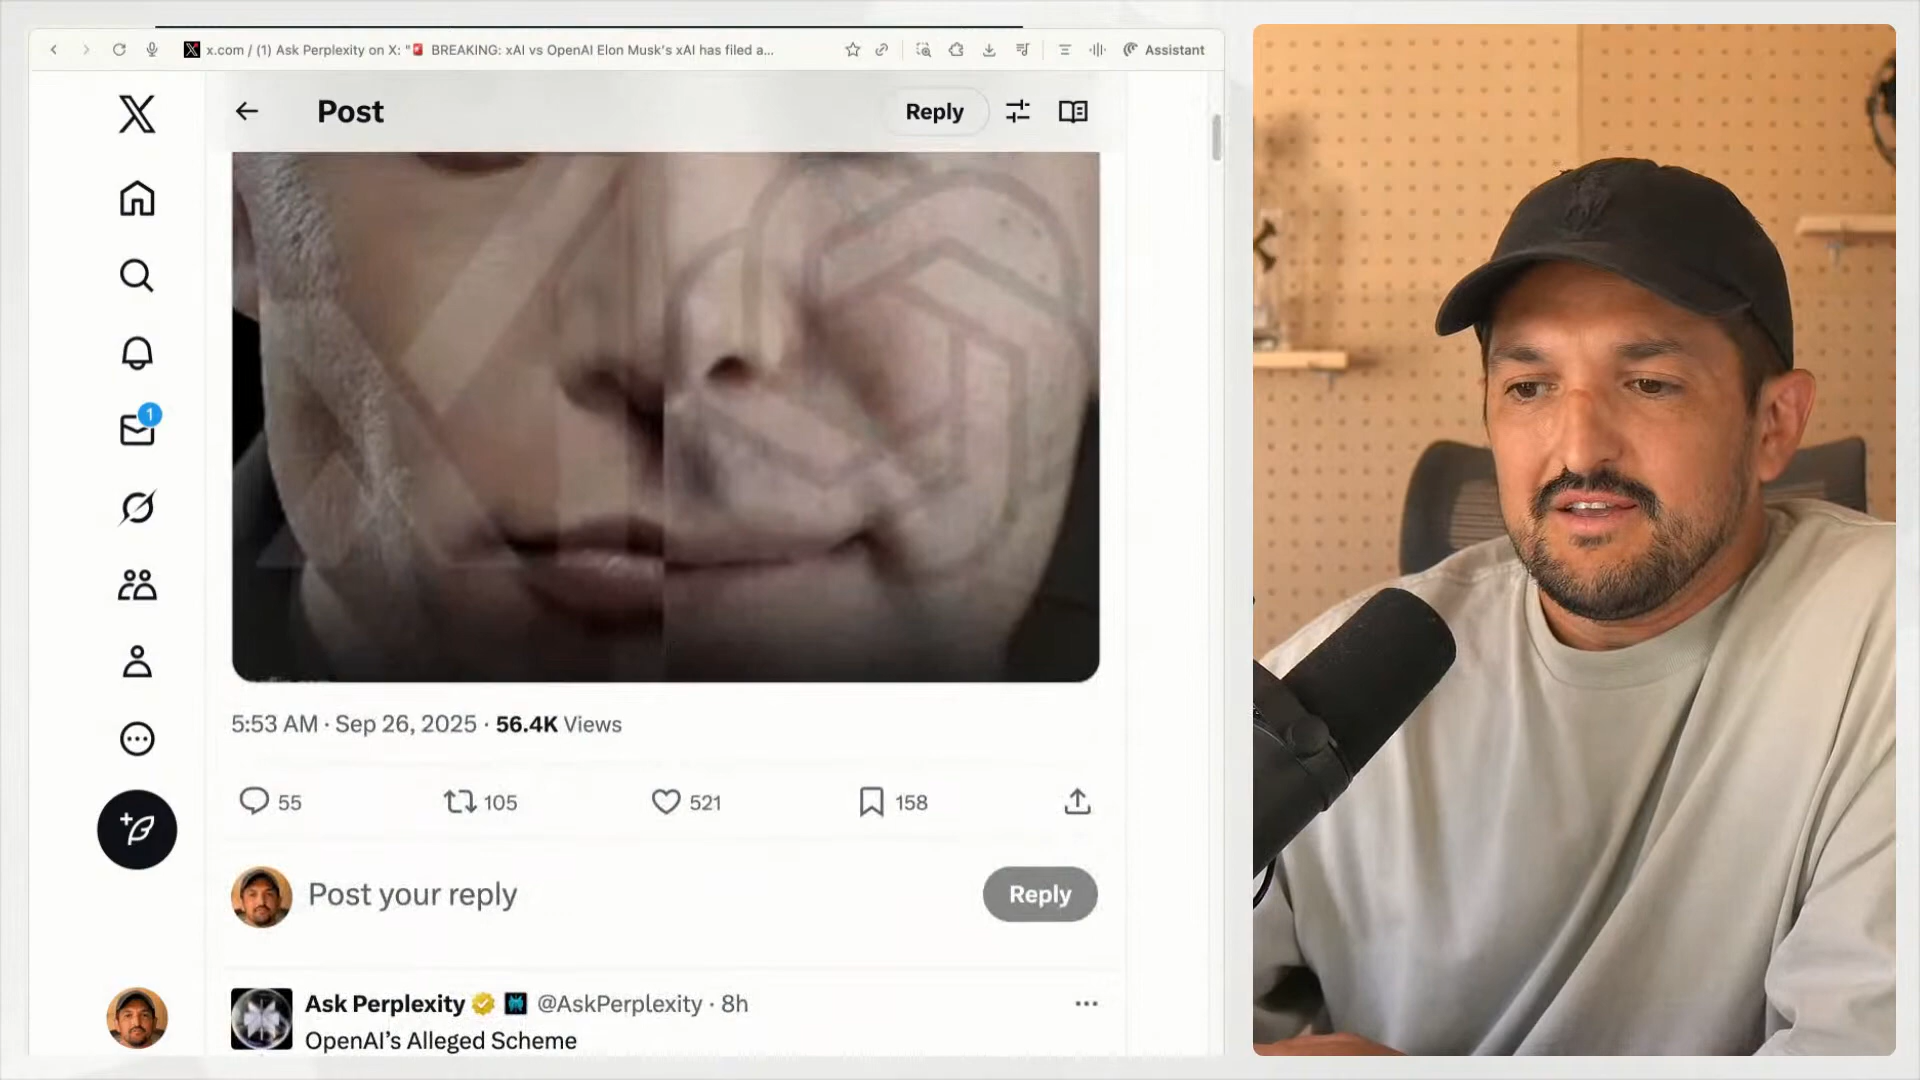 x.com / (1) Ask Perplexity on X: "🚨 BREAKING: xAI vs OpenAI Elon Musk's xAI has filed a...
Assistant
Post
Reply
1
5:53 AM · Sep 26, 2025 · 56.4K Views
55
105
521
158
Post your reply
Reply
Ask Perplexity @AskPerplexity · 8h
OpenAI's Alleged Scheme